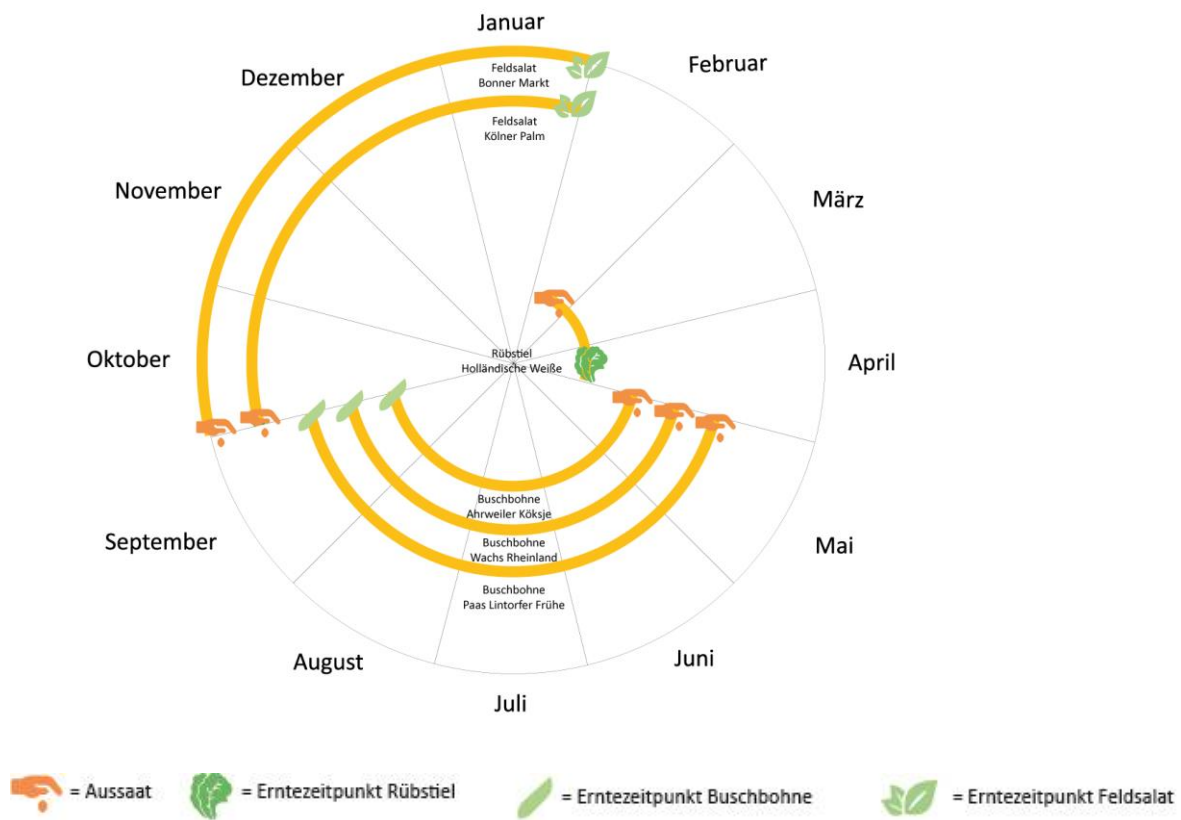 Januar
Dezember
Februar
Feldsalat
Bonner Markt
Feldsalat
Kölner Palm
November
März
Oktober
Rübstiel
Holländische Weiße
April
Buschbohne
Ahrweiler Köksje
September
Mai
Buschbohne
Wachs Rheinland
Buschbohne
Paas Lintorfer Frühe
August
Juni
Juli
= Aussaat
= Erntezeitpunkt Rübstiel
= Erntezeitpunkt Buschbohne
= Erntezeitpunkt Feldsalat